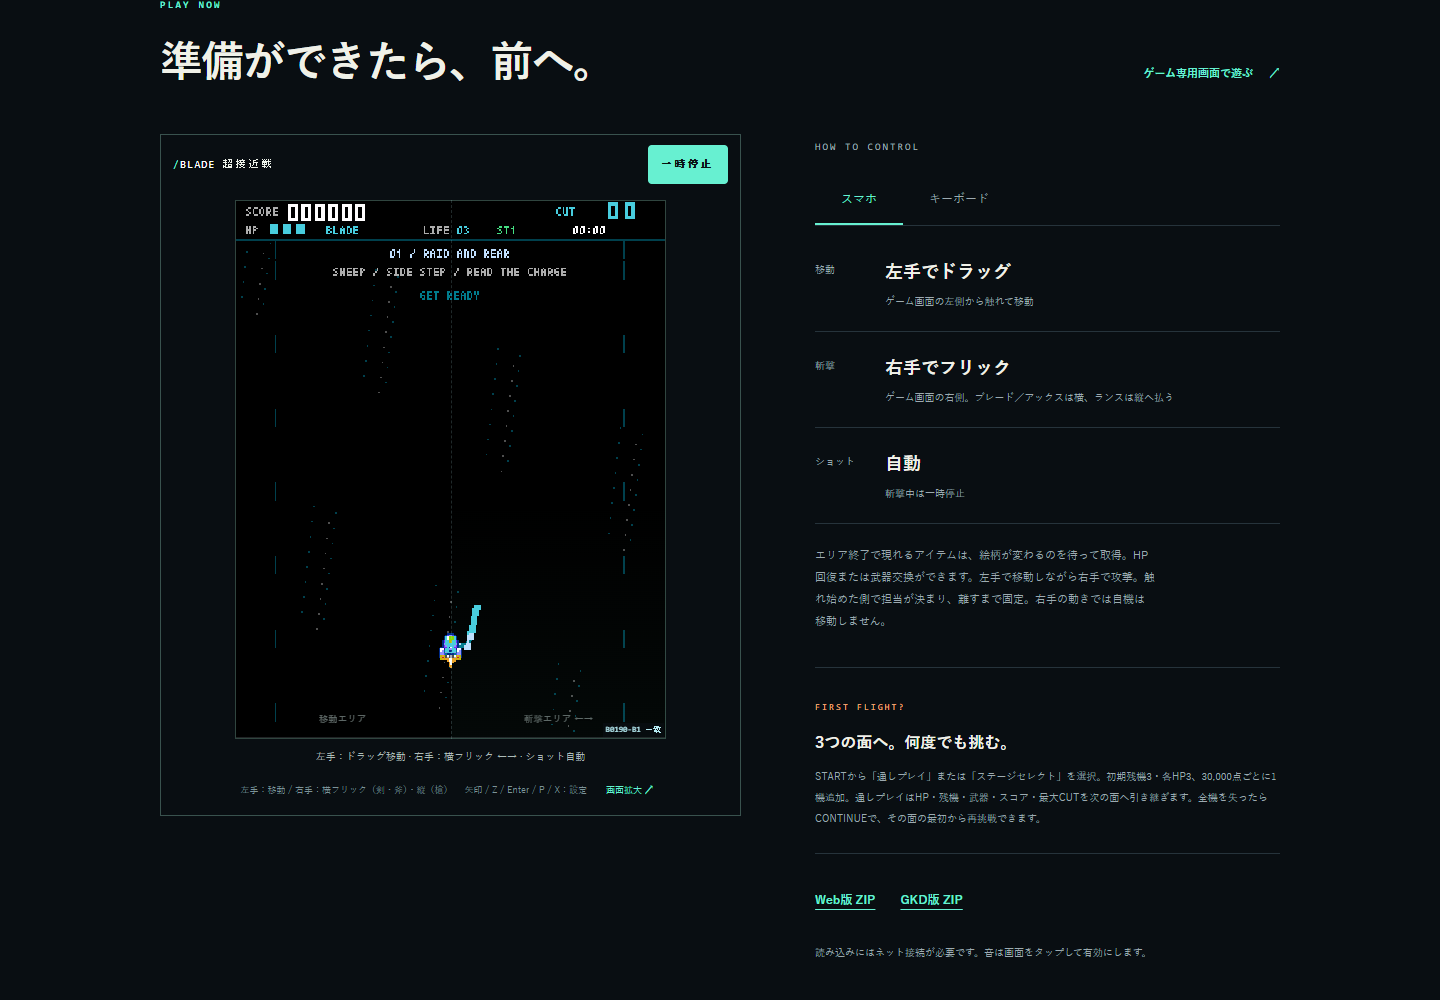 PLAY NOW
準備ができたら、前へ。
ゲーム専用画面で遊ぶ ↗
/BLADE 超接近戦
一時停止
SCORE 000000 CUT 00
HP BLADE LIFE 03 ST1 00:00
01 / RAID AND REAR
SWEEP / SIDE STEP / READ THE CHARGE
GET READY
移動エリア
斬撃エリア ←→
B0190-B1 一致
左手：ドラッグ移動・右手：横フリック ←→・ショット自動
左手：移動 / 右手：横フリック（剣・斧）・縦（槍） 矢印 / Z / Enter / P / X：設定 画面拡大 ↗
HOW TO CONTROL
スマホ キーボード
移動 左手でドラッグ
ゲーム画面の左側から触れて移動
斬撃 右手でフリック
ゲーム画面の右側。ブレード／アックスは横、ランスは縦へ払う
ショット 自動
斬撃中は一時停止
エリア終了で現れるアイテムは、絵柄が変わるのを待って取得。HP
回復または武器交換ができます。左手で移動しながら右手で攻撃。触
れ始めた側で担当が決まり、離すまで固定。右手の動きでは自機は
移動しません。
FIRST FLIGHT?
3つの面へ。何度でも挑む。
STARTから「通しプレイ」または「ステージセレクト」を選択。初期残機3・各HP3、30,000点ごとに1
機追加。通しプレイはHP・残機・武器・スコア・最大CUTを次の面へ引き継ぎます。全機を失ったら
CONTINUEで、その面の最初から再挑戦できます。
Web版 ZIP GKD版 ZIP
読み込みにはネット接続が必要です。音は画面をタップして有効にします。